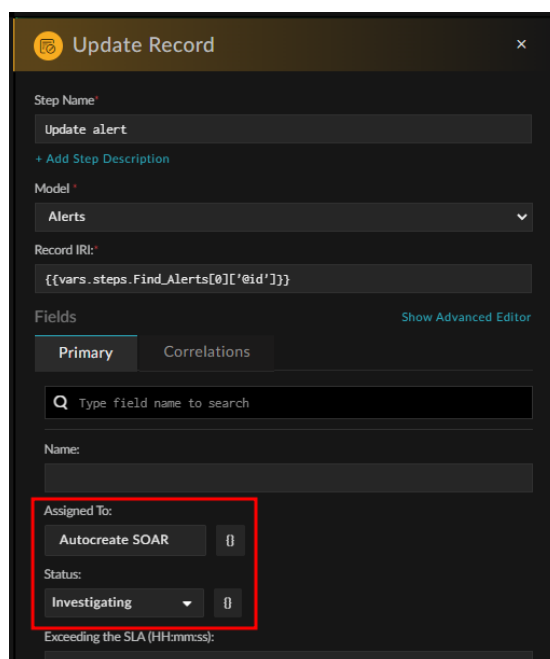 Update Record
×
Step Name*
Update alert
+ Add Step Description
Model *
Alerts
Record IRI:*
{{vars.steps.Find_Alerts[0]['@id']}}
Fields Show Advanced Editor
Primary Correlations
Type field name to search
Name:
Assigned To:
Autocreate SOAR {}
Status:
Investigating {}
Exceeding the SLA (HH:mm:ss):